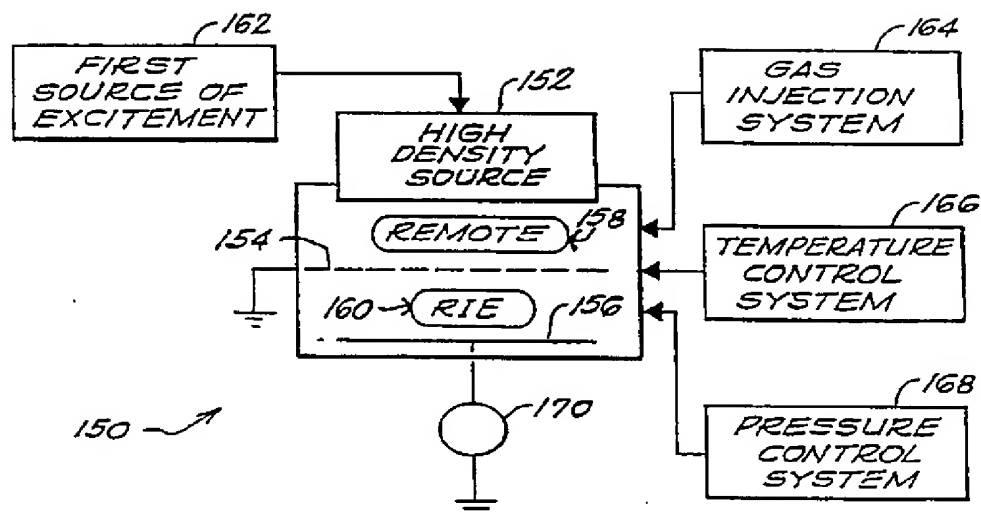 162
FIRST
SOURCE OF
EXCITEMENT
152
HIGH
DENSITY
SOURCE
164
GAS
INJECTION
SYSTEM
158
REMOTE
154
166
TEMPERATURE
CONTROL
SYSTEM
160
RIE
156
170
150
168
PRESSURE
CONTROL
SYSTEM